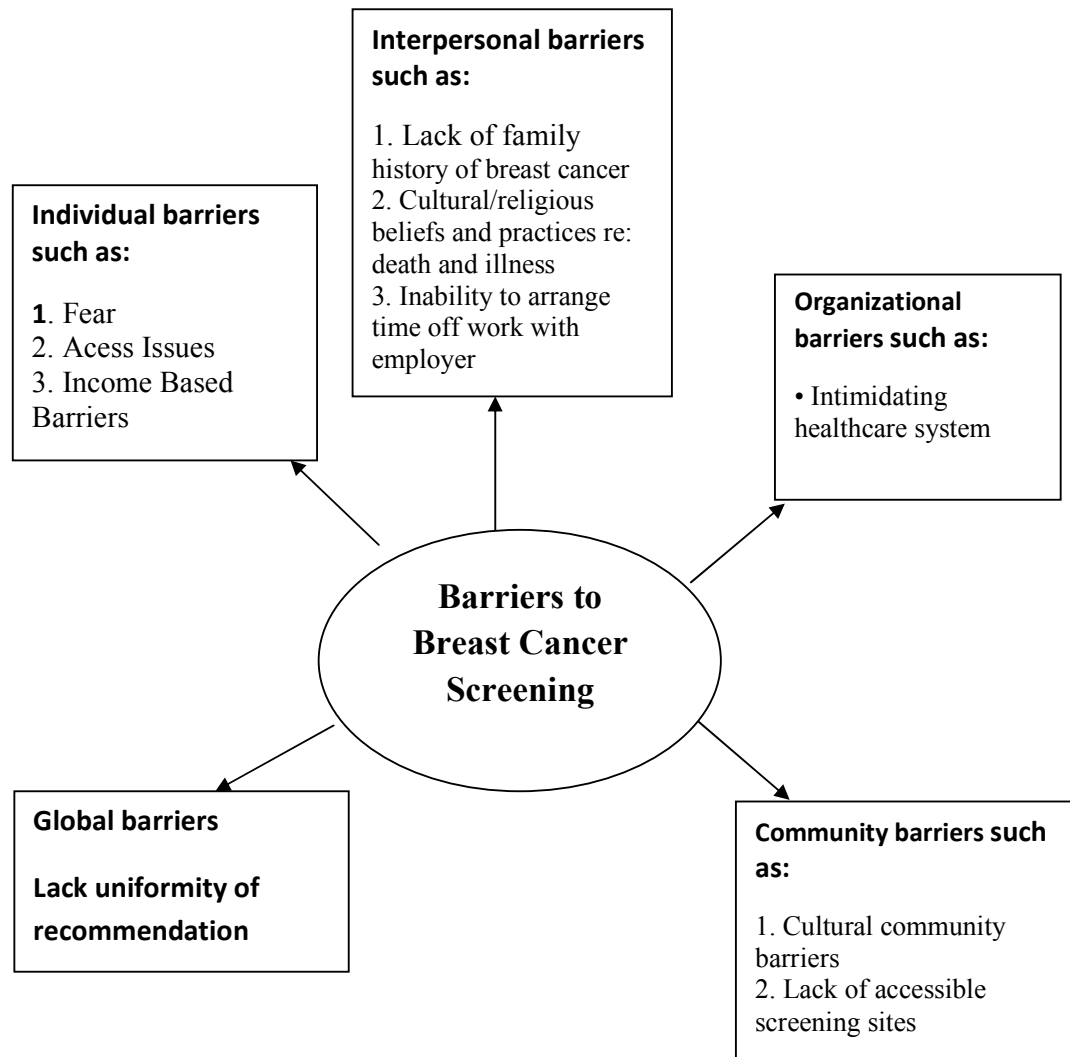 Interpersonal barriers
such as:
1. Lack of family
history of breast cancer
2. Cultural/religious
beliefs and practices re:
death and illness
3. Inability to arrange
time off work with
employer
Individual barriers
such as:
1. Fear
2. Acess Issues
3. Income Based
Barriers
Organizational
barriers such as:
• Intimidating
healthcare system
Barriers to
Breast Cancer
Screening
Global barriers
Lack uniformity of
recommendation
Community barriers such
as:
1. Cultural community
barriers
2. Lack of accessible
screening sites